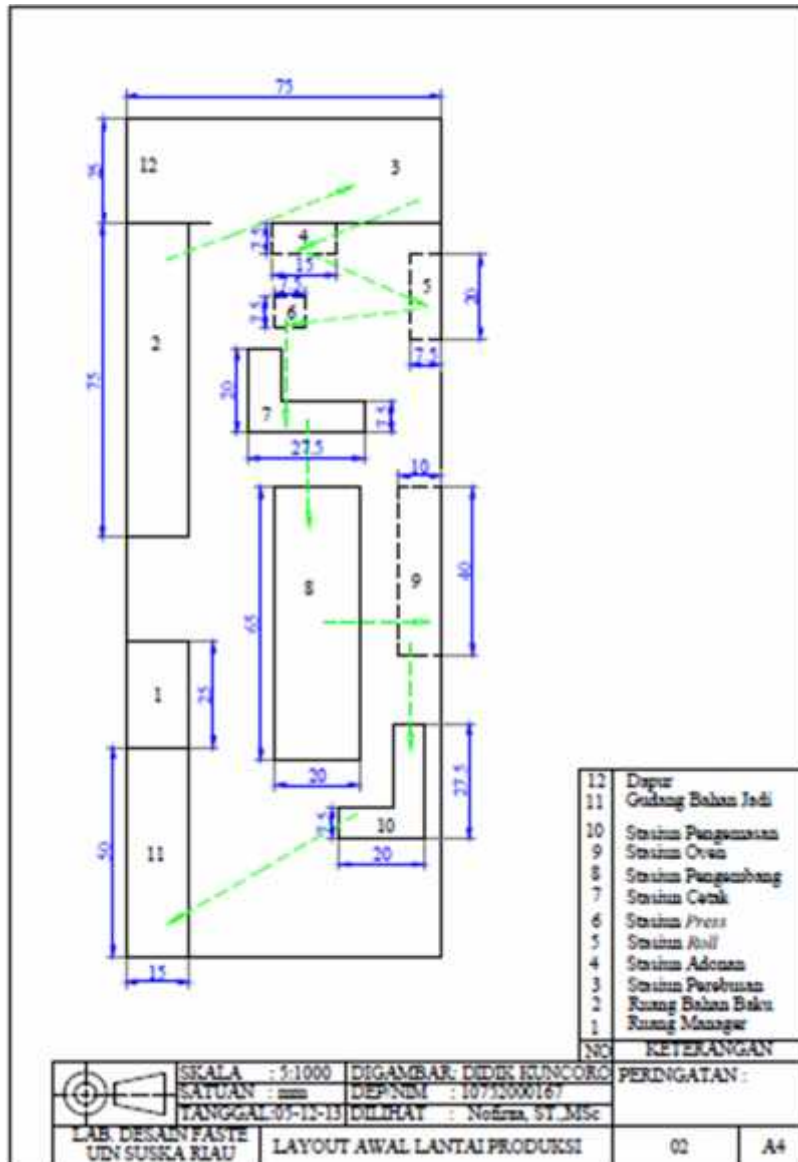 75
25
12
3
7.5
4
15
5
20
7.5
7.5
7.5
6
2
75
20
7
7.5
27.5
10
65
8
9
40
1
25
20
27.5
7.5
10
20
50
11
15
12 Dapur
11 Gudang Bahan Jadi
10 Stasiun Pengemasan
9 Stasiun Oven
8 Stasiun Pengembang
7 Stasiun Cetak
6 Stasiun Press
5 Stasiun Roll
4 Stasiun Adonan
3 Stasiun Perebusan
2 Ruang Bahan Baku
1 Ruang Manager
NO KETERANGAN
SKALA : 5:1000 DIGAMBAR: DIDIK KUNCORO PERINGATAN :
SATUAN : mm DEP/NIM : 10752000167
TANGGAL:05-12-13 DILIHAT : Nofirza, ST.,MSc
LAB. DESAIN FASTE
UIN SUSKA RIAU
LAYOUT AWAL LANTAI PRODUKSI
02
A4